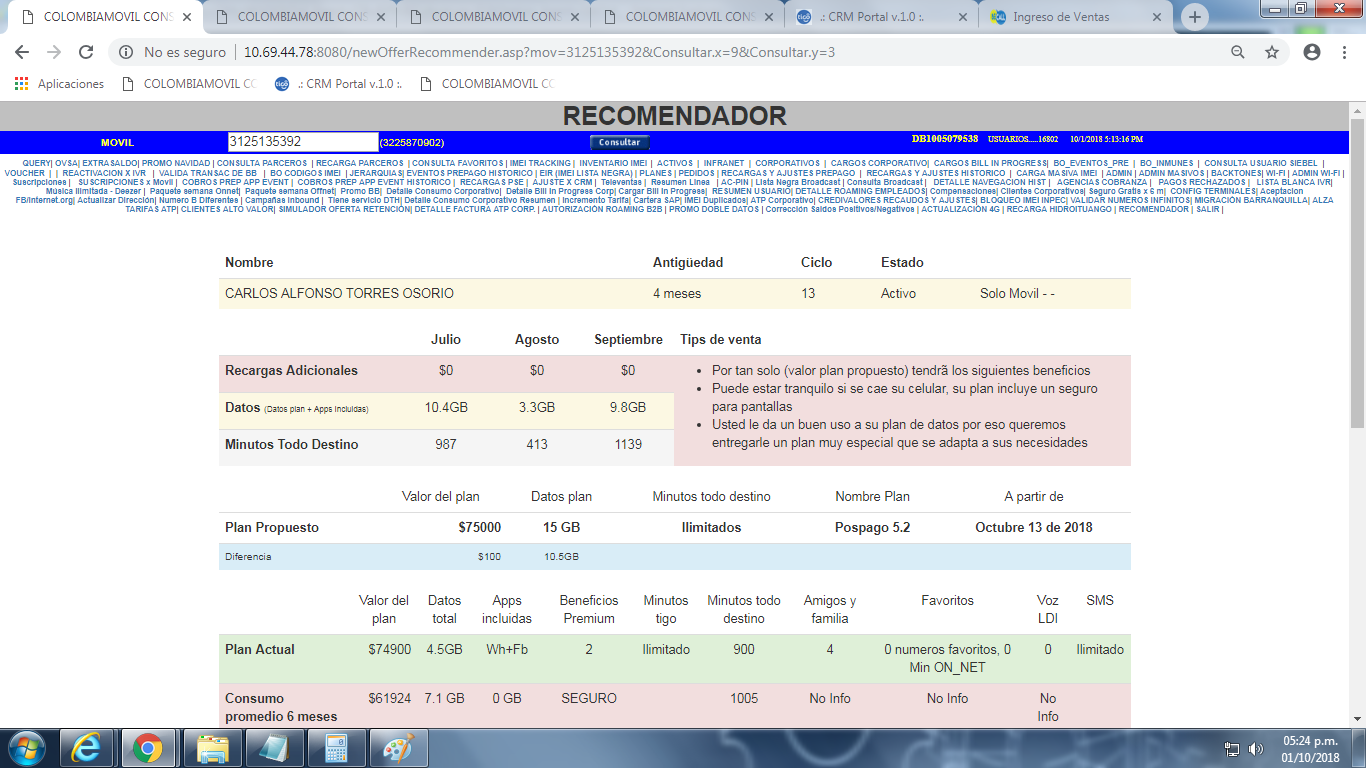 COLOMBIAMOVIL CONS
COLOMBIAMOVIL CONS
COLOMBIAMOVIL CONS
COLOMBIAMOVIL CONS
.: CRM Portal v.1.0 :.
Ingreso de Ventas
No es seguro | 10.69.44.78:8080/newOfferRecommender.asp?mov=3125135392&Consultar.x=9&Consultar.y=3
Aplicaciones
COLOMBIAMOVIL CO
.: CRM Portal v.1.0 :.
COLOMBIAMOVIL CO
RECOMENDADOR
MOVIL 3125135392 (3225870902) Consultar DB1005079538 USUARIOS.....16802 10/1/2018 5:13:16 PM
QUERY| OVSA| EXTRASALDO| PROMO NAVIDAD | CONSULTA PARCEROS | RECARGA PARCEROS | CONSULTA FAVORITOS | IMEI TRACKING | INVENTARIO IMEI | ACTIVOS | INFRANET | CORPORATIVOS | CARGOS CORPORATIVO| CARGOS BILL IN PROGRESS| BO_EVENTOS_PRE | BO_INMUNES | CONSULTA USUARIO SIEBEL |
VOUCHER | | REACTIVACION X IVR | VALIDA TRANSAC DE BB | BO CODIGOS IMEI | JERARQUIAS| EVENTOS PREPAGO HISTORICO | EIR (IMEI LISTA NEGRA) | PLANES | PEDIDOS | RECARGAS Y AJUSTES PREPAGO | RECARGAS Y AJUSTES HISTORICO | CARGA MASIVA IMEI | ADMIN | ADMIN MASIVOS | BACKTONES| WI-FI | ADMIN WI-FI |
Suscripciones | SUSCRIPCIONES x Movil | COBROS PREP APP EVENT | COBROS PREP APP EVENT HISTORICO | RECARGAS PSE | AJUSTE X CRM | Televentas | Resumen Linea | AC-PIN | Lista Negra Broadcast | Consulta Broadcast | DETALLE NAVEGACION HIST | AGENCIAS COBRANZA | PAGOS RECHAZADOS | LISTA BLANCA IVR|
Musica Ilimitada - Deezer | Paquete semana Onnet| Paquete semana Offnet| Promo BB| Detalle Consumo Corporativo| Detalle Bill In Progress Corp| Cargar Bill In Progress| RESUMEN USUARIO| DETALLE ROAMING EMPLEADOS| Compensaciones| Clientes Corporativos| Seguro Gratis x 6 m| CONFIG TERMINALES| Aceptacion
FB/Internet.org| Actualizar Dirección| Numero B Diferentes | Campañas Inbound | Tiene servicio DTH| Detalle Consumo Corporativo Resumen | Incremento Tarifa| Cartera SAP| IMEI Duplicados| ATP Corporativo| CREDIVALORES RECAUDOS Y AJUSTES| BLOQUEO IMEI INPEC| VALIDAR NUMEROS INFINITOS| MIGRACIÓN BARRANQUILLA| ALZA
TARIFAS ATP| CLIENTES ALTO VALOR| SIMULADOR OFERTA RETENCIÓN| DETALLE FACTURA ATP CORP. | AUTORIZACIÓN ROAMING B2B | PROMO DOBLE DATOS | Corrección Saldos Positivos/Negativos | ACTUALIZACIÓN 4G | RECARGA HIDROITUANGO | RECOMENDADOR | SALIR |
Nombre Antigüedad Ciclo Estado
CARLOS ALFONSO TORRES OSORIO 4 meses 13 Activo Solo Movil - -
Julio Agosto Septiembre Tips de venta
Recargas Adicionales $0 $0 $0
Datos (Datos plan + Apps Incluidas) 10.4GB 3.3GB 9.8GB
Minutos Todo Destino 987 413 1139
• Por tan solo (valor plan propuesto) tendrã los siguientes beneficios
• Puede estar tranquilo si se cae su celular, su plan incluye un seguro
para pantallas
• Usted le da un buen uso a su plan de datos por eso queremos
entregarle un plan muy especial que se adapta a sus necesidades
Valor del plan Datos plan Minutos todo destino Nombre Plan A partir de
Plan Propuesto $75000 15 GB Ilimitados Pospago 5.2 Octubre 13 de 2018
Diferencia $100 10.5GB
Valor del plan Datos total Apps incluidas Beneficios Premium Minutos tigo Minutos todo destino Amigos y familia Favoritos Voz LDI SMS
Plan Actual $74900 4.5GB Wh+Fb 2 Ilimitado 900 4 0 numeros favoritos, 0 Min ON_NET 0 Ilimitado
Consumo promedio 6 meses $61924 7.1 GB 0 GB SEGURO 1005 No Info No Info No Info
05:24 p.m.
01/10/2018